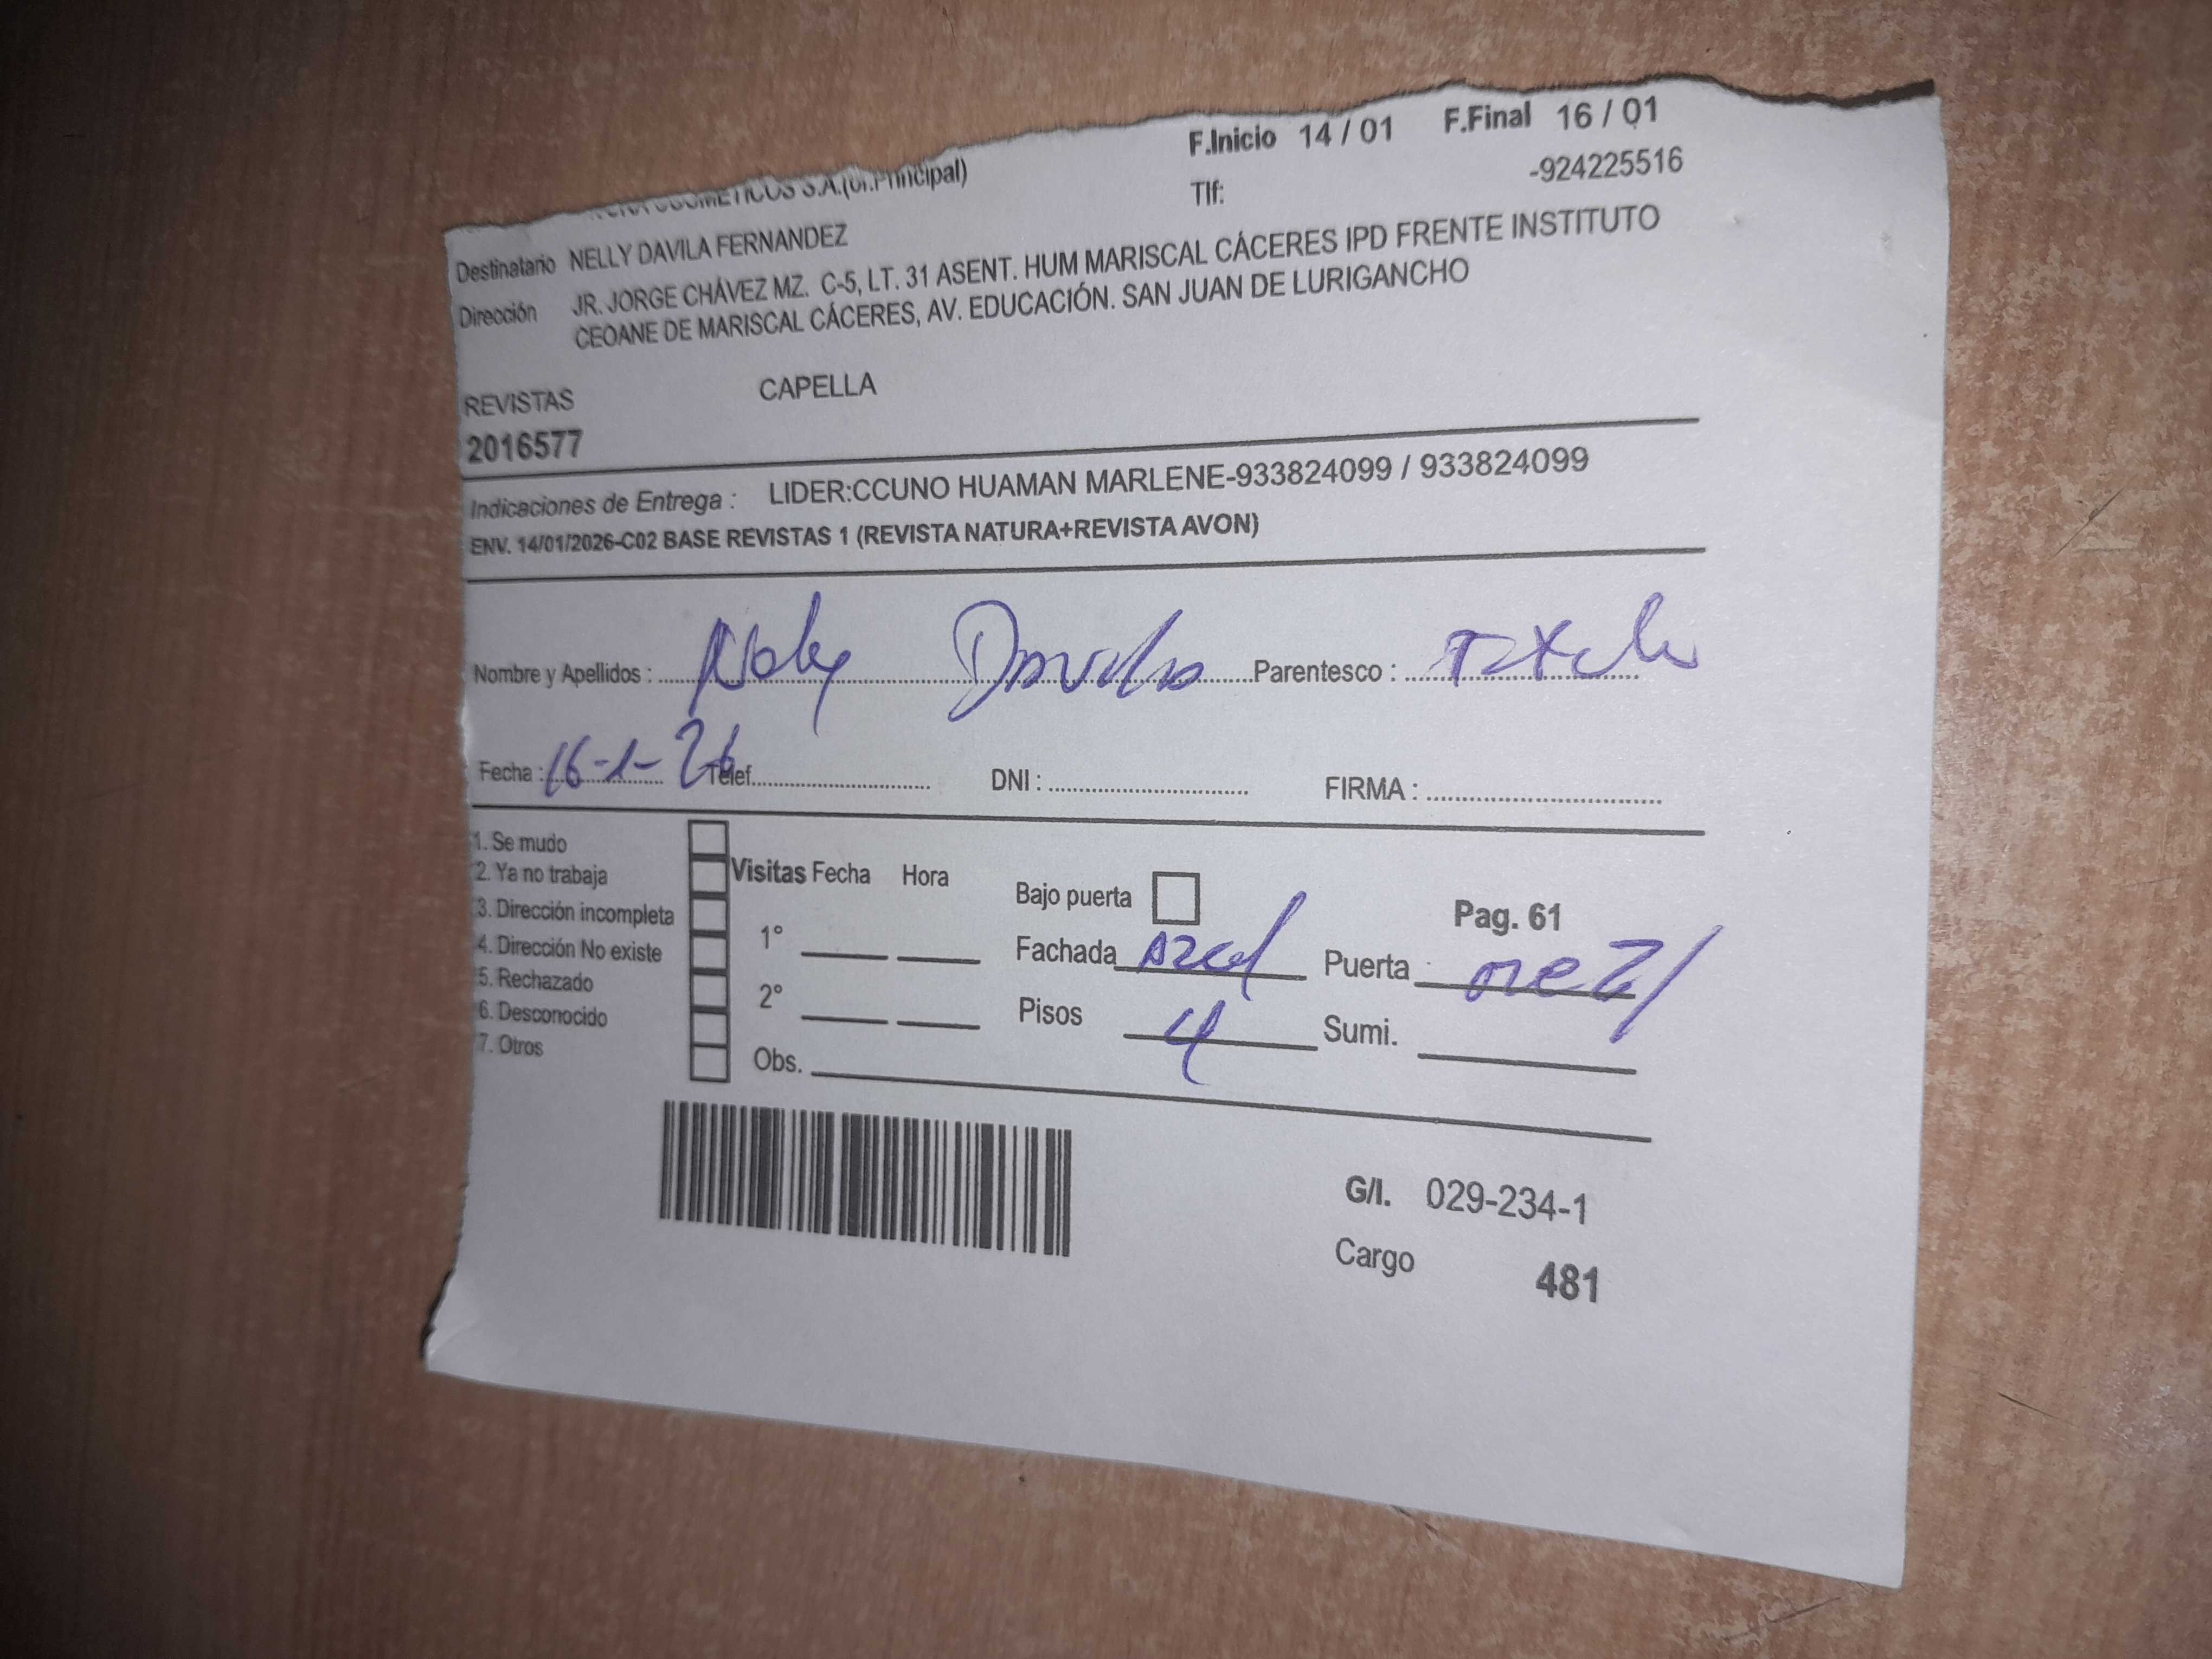 COSMETICOS S.A.(of.Principal)
F.Inicio 14 / 01 F.Final 16 / 01
Tlf: -924225516
Destinatario NELLY DAVILA FERNANDEZ
Dirección JR. JORGE CHÁVEZ MZ. C-5, LT. 31 ASENT. HUM MARISCAL CÁCERES IPD FRENTE INSTITUTO
CEOANE DE MARISCAL CÁCERES, AV. EDUCACIÓN. SAN JUAN DE LURIGANCHO
REVISTAS CAPELLA
2016577
Indicaciones de Entrega : LIDER:CCUNO HUAMAN MARLENE-933824099 / 933824099
ENV. 14/01/2026-C02 BASE REVISTAS 1 (REVISTA NATURA+REVISTA AVON)
Nombre y Apellidos : Nely Davila Parentesco :
Fecha : 16-1-26 Telef. DNI : FIRMA :
1. Se mudo
2. Ya no trabaja
3. Dirección incompleta
4. Dirección No existe
5. Rechazado
6. Desconocido
7. Otros
Visitas Fecha Hora
1°
2°
Obs.
Bajo puerta
Pag. 61
Fachada Azul Puerta
Pisos 4 Sumi.
G/I. 029-234-1
Cargo 481